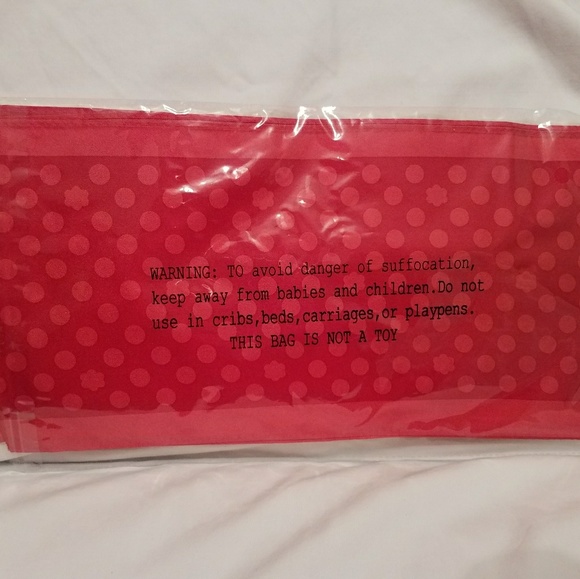 WARNING: TO avoid danger of suffocation,
keep away from babies and children.Do not
use in cribs,beds,carriages,or playpens.
THIS BAG IS NOT A TOY